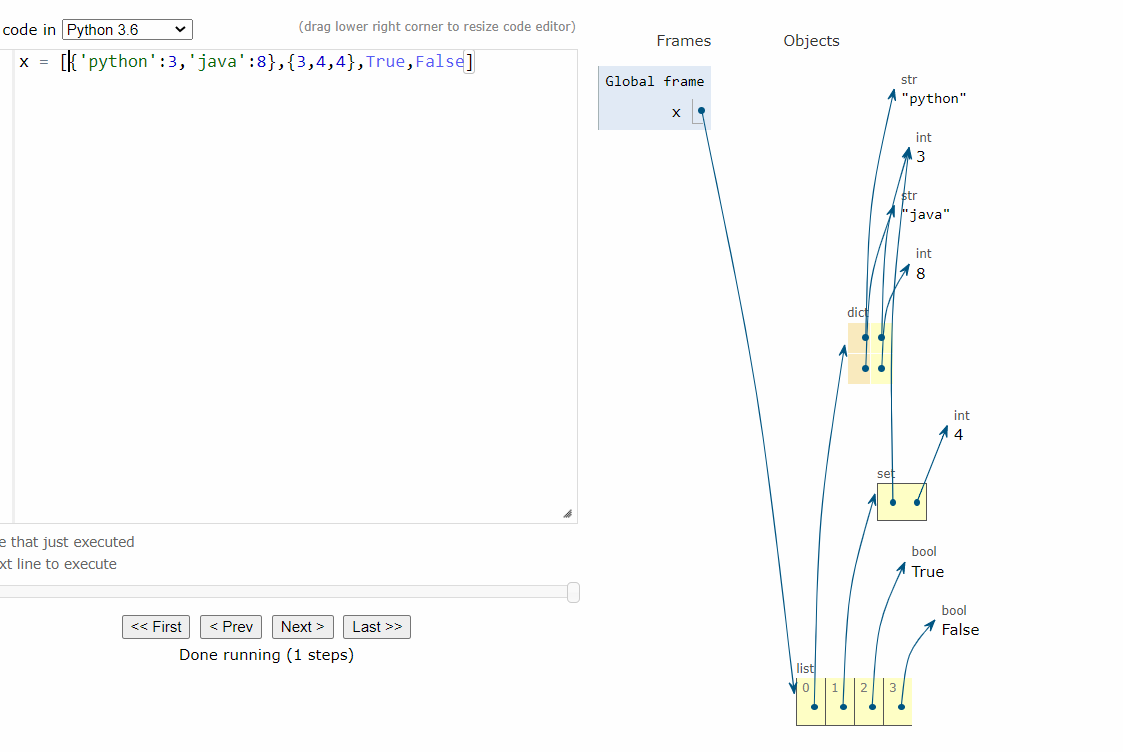 code in Python 3.6
(drag lower right corner to resize code editor)
x = [{'python':3,'java':8},{3,4,4},True,False]
e that just executed
xt line to execute
<< First < Prev Next > Last >>
Done running (1 steps)
Frames Objects
Global frame
x
str
"python"
int
3
str
"java"
int
8
dict
int
4
set
bool
True
bool
False
list
0 1 2 3